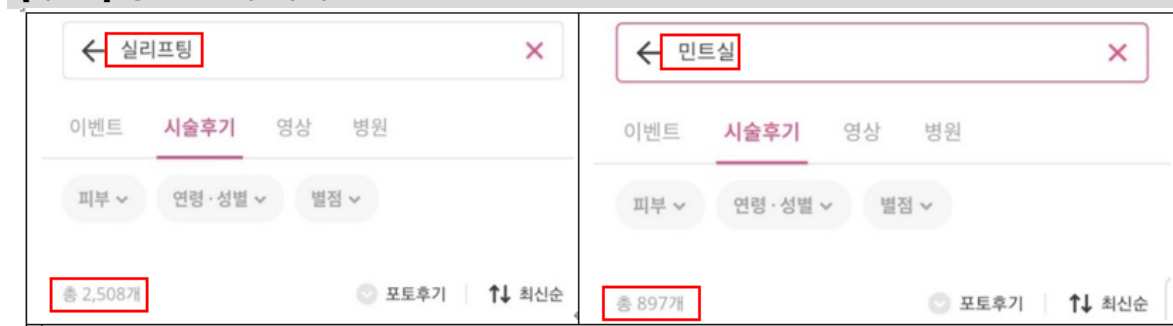 ← 실리프팅 ×
이벤트 시술후기 영상 병원
피부 연령·성별 별점
총 2,508개 포토후기 ↑↓ 최신순
← 민트실 ×
이벤트 시술후기 영상 병원
피부 연령·성별 별점
총 897개 포토후기 ↑↓ 최신순